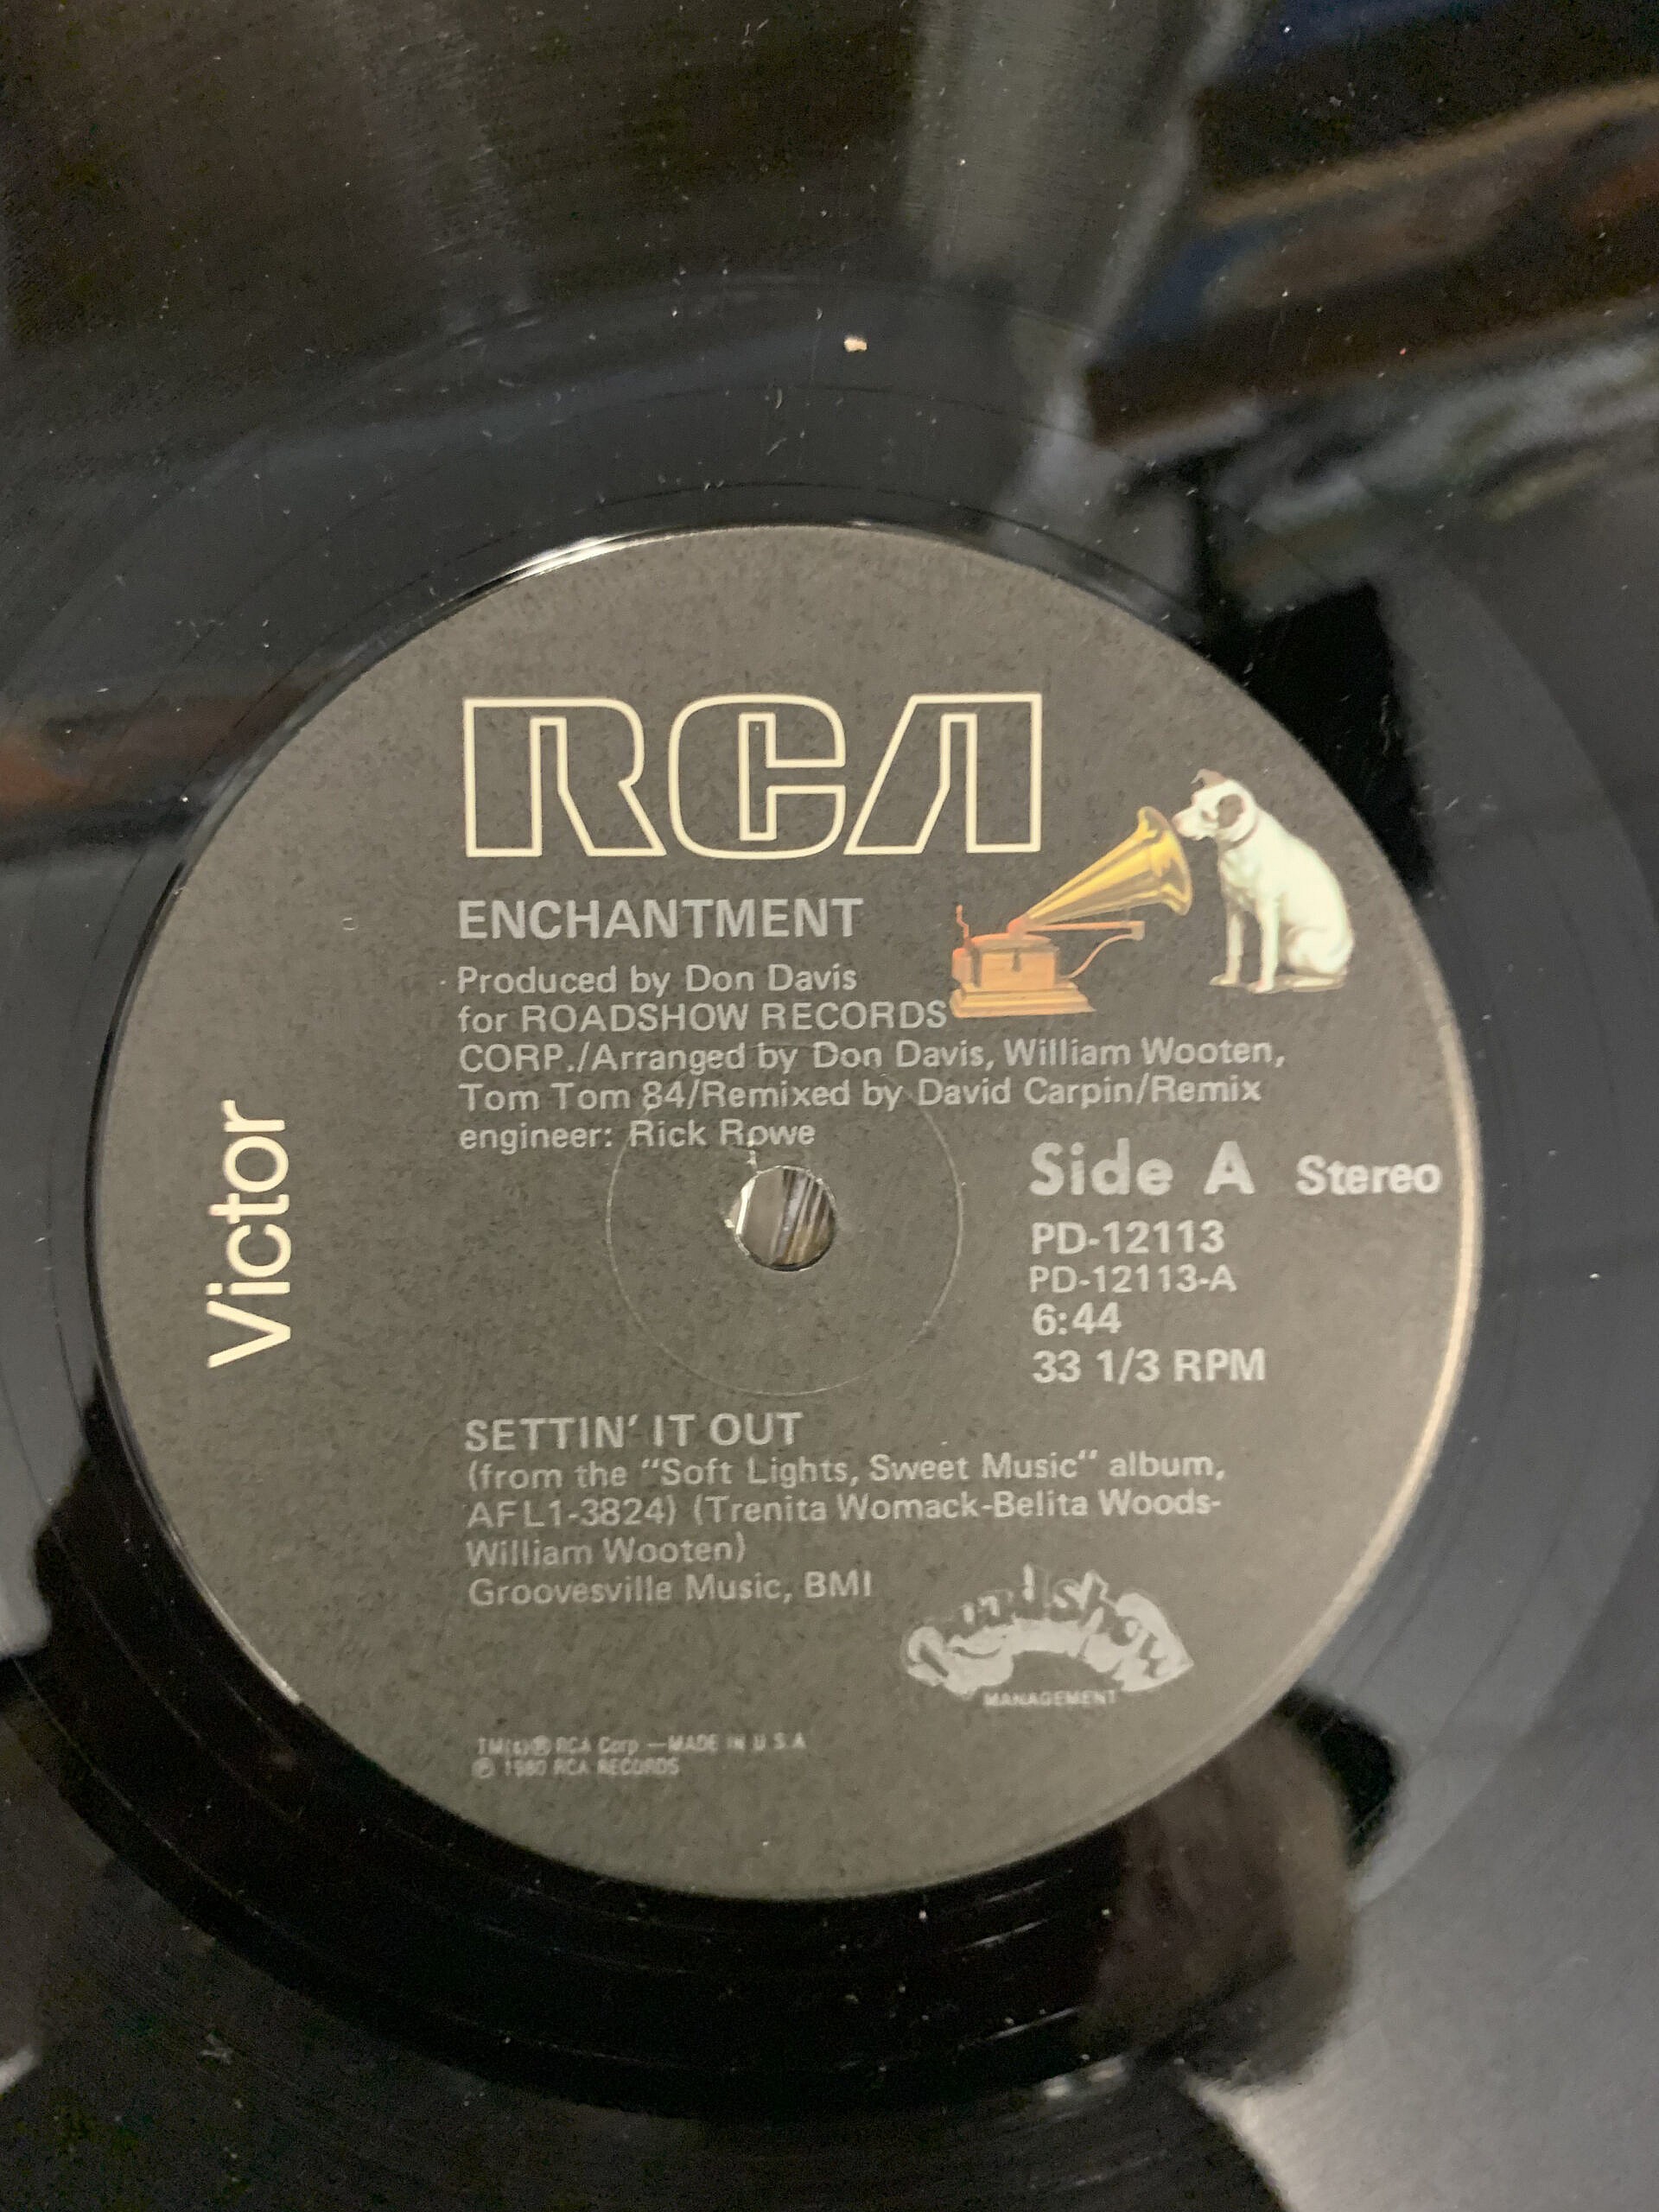 RCA
ENCHANTMENT
Produced by Don Davis
for ROADSHOW RECORDS
CORP./Arranged by Don Davis, William Wooten,
Tom Tom 84/Remixed by David Carpin/Remix
engineer: Rick Rowe
Victor
Side A Stereo
PD-12113
PD-12113-A
6:44
33 1/3 RPM
SETTIN' IT OUT
(from the "Soft Lights, Sweet Music" album,
AFL1-3824) (Trenita Womack-Belita Woods-
William Wooten)
Groovesville Music, BMI
Roadshow
MANAGEMENT
RCA Corp —MADE IN U S A
℗ 1980 RCA RECORDS